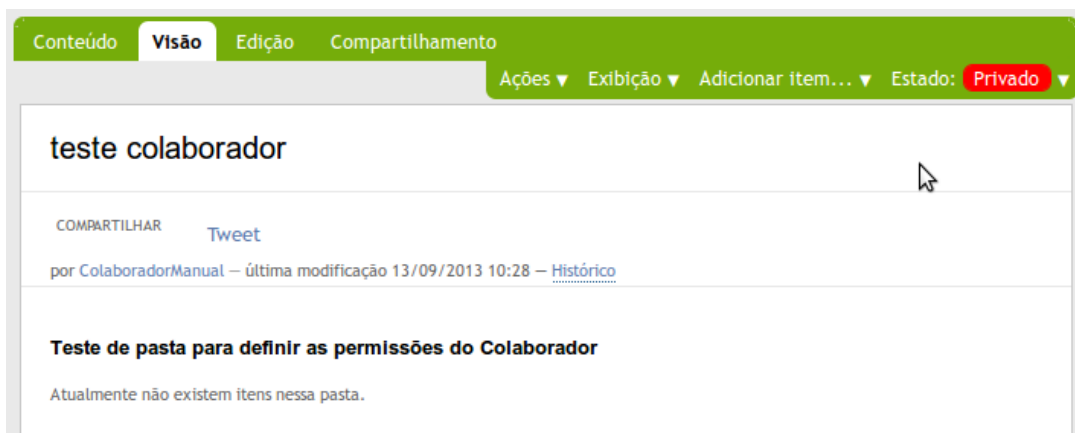 Conteúdo Visão Edição Compartilhamento
Ações ▼ Exibição ▼ Adicionar item... ▼ Estado: Privado ▼
teste colaborador
COMPARTILHAR Tweet
por ColaboradorManual — última modificação 13/09/2013 10:28 — Histórico
Teste de pasta para definir as permissões do Colaborador
Atualmente não existem itens nessa pasta.